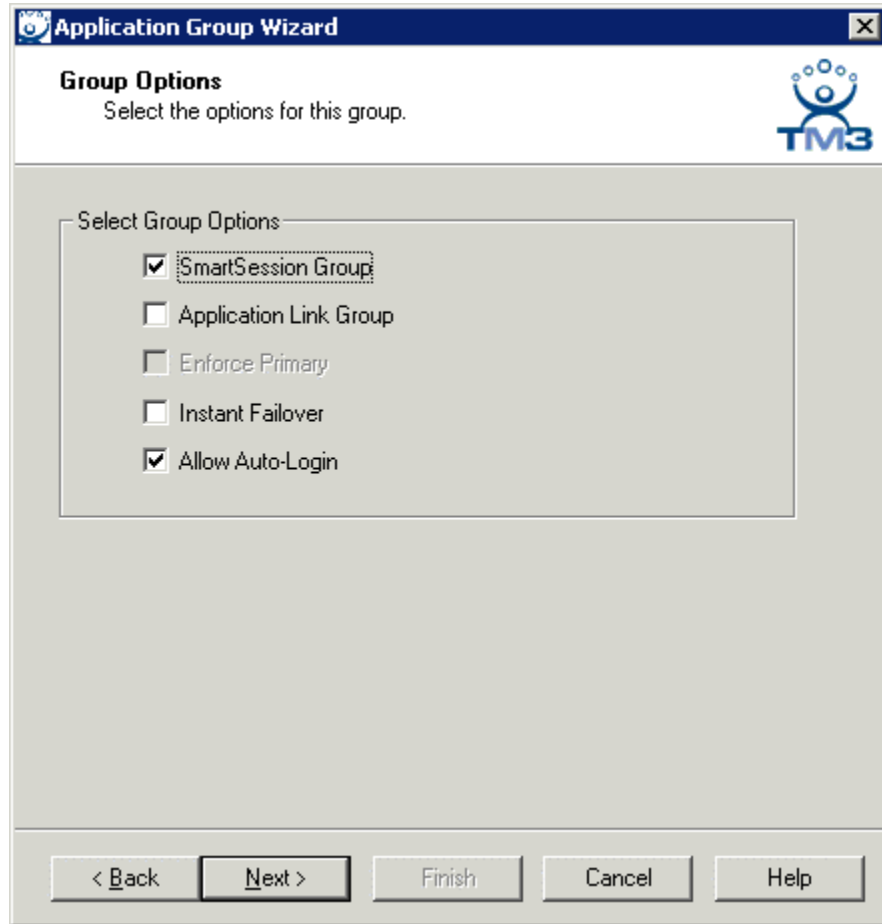 Application Group Wizard
Group Options
Select the options for this group.
TM3
Select Group Options
SmartSession Group
Application Link Group
Enforce Primary
Instant Failover
Allow Auto-Login
< Back Next > Finish Cancel Help